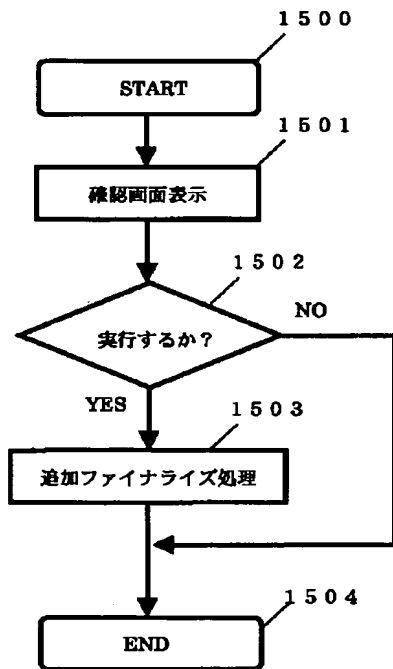 1500
START
1501
確認画面表示
1502
実行するか?
NO
YES
1503
追加ファイナライズ処理
1504
END